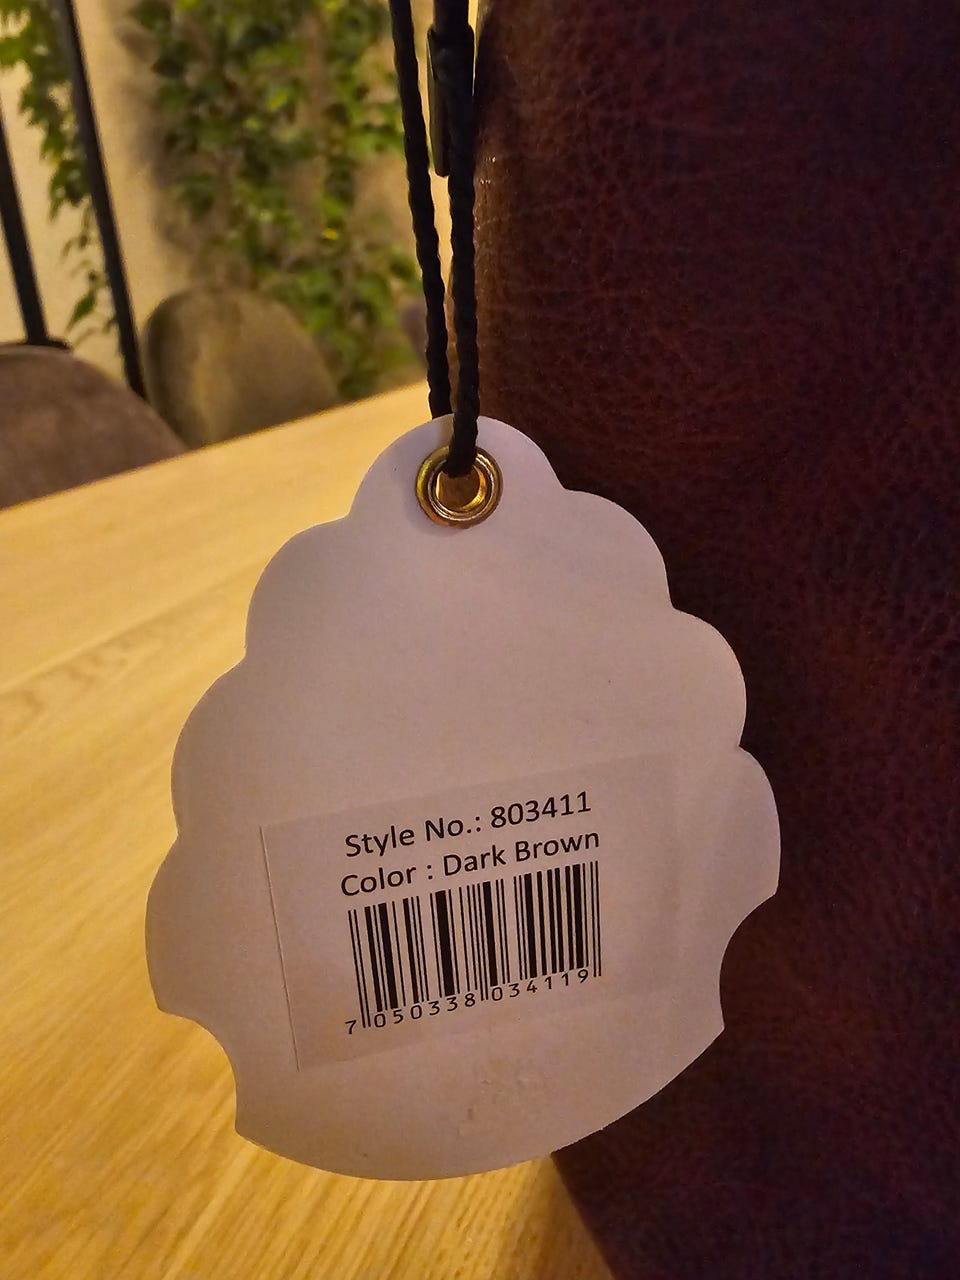 Style No.: 803411
Color : Dark Brown
7 050338 034119